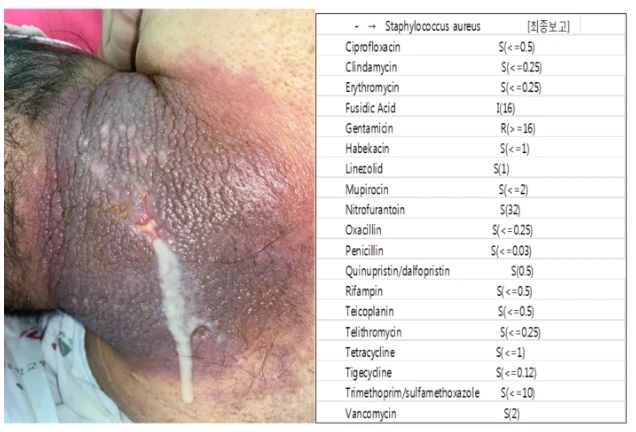 - → Staphylococcus aureus [최종보고]
Ciprofloxacin S(<=0.5)
Clindamycin S(<=0.25)
Erythromycin S(<=0.25)
Fusidic Acid I(16)
Gentamicin R(>=16)
Habekacin S(<=1)
Linezolid S(1)
Mupirocin S(<=2)
Nitrofurantoin S(32)
Oxacillin S(<=0.25)
Penicillin S(<=0.03)
Quinupristin/dalfopristin S(0.5)
Rifampin S(<=0.5)
Teicoplanin S(<=0.5)
Telithromycin S(<=0.25)
Tetracycline S(<=1)
Tigecycline S(<=0.12)
Trimethoprim/sulfamethoxazole S(<=10)
Vancomycin S(2)